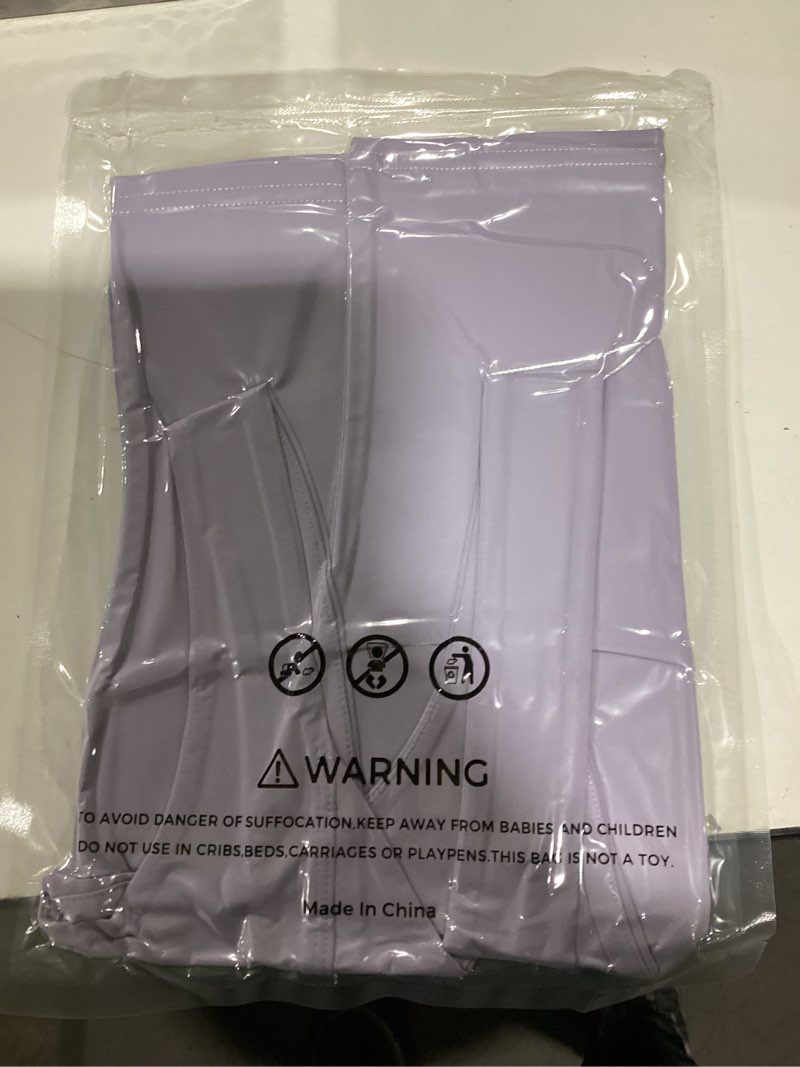 WARNING
TO AVOID DANGER OF SUFFOCATION.KEEP AWAY FROM BABIES AND CHILDREN
DO NOT USE IN CRIBS.BEDS.CARRIAGES OR PLAYPENS.THIS BAG IS NOT A TOY.
Made In China